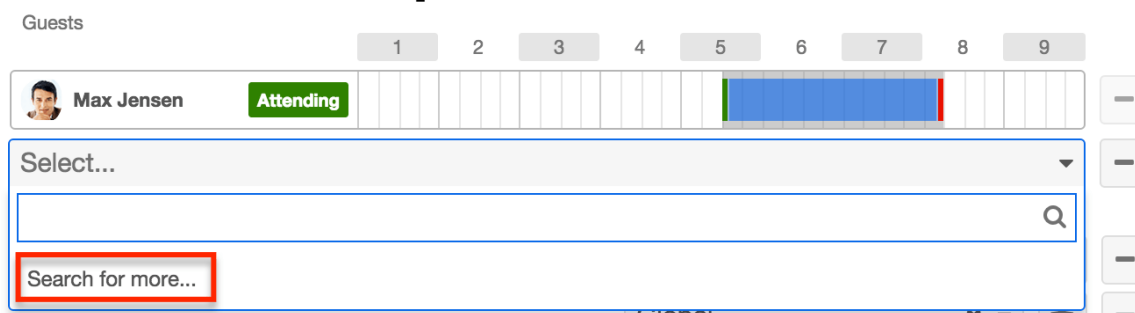 Guests
1 2 3 4 5 6 7 8 9
Max Jensen Attending
Select...
Search for more...